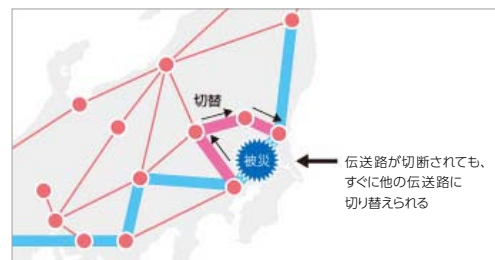 切替
被災
伝送路が切断されても、
すぐに他の伝送路に
切り替えられる